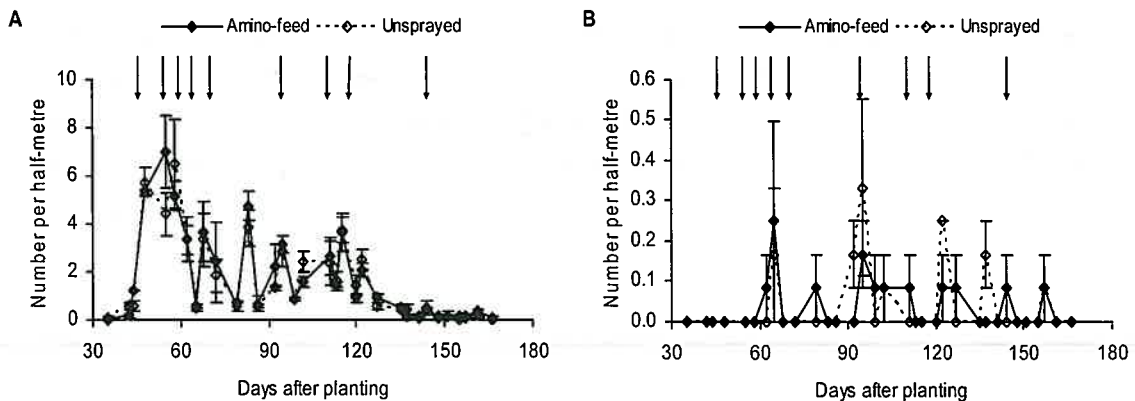 A
Amino-feed Unsprayed
10
8
6
4
2
0
Number per half-metre
30 60 90 120 150 180
Days after planting
B
Amino-feed Unsprayed
0.6
0.5
0.4
0.3
0.2
0.1
0.0
Number per half-metre
30 60 90 120 150 180
Days after planting